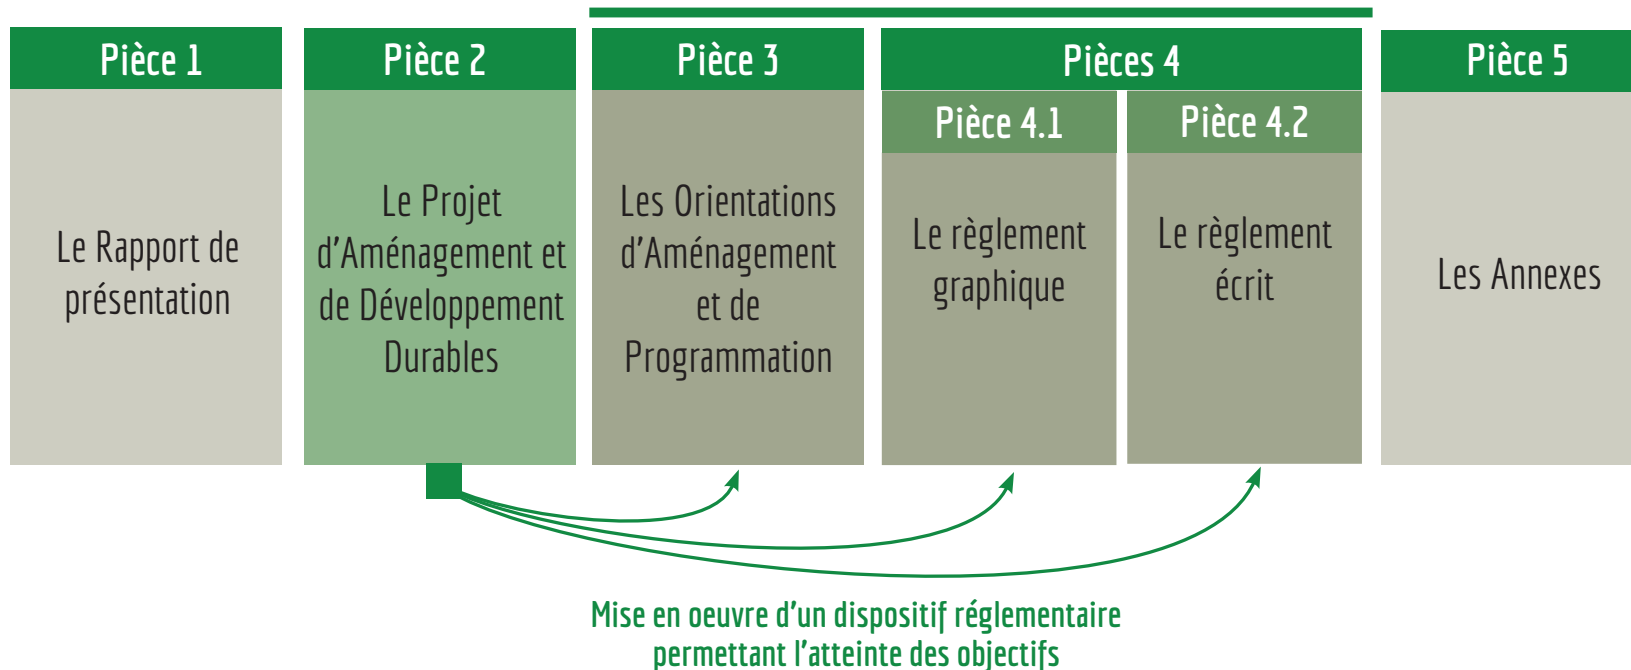 Pièce 1
Le Rapport de
présentation
Pièce 2
Le Projet
d'Aménagement et
de Développement
Durables
Pièce 3
Les Orientations
d'Aménagement
et de
Programmation
Pièces 4
Pièce 4.1
Le règlement
graphique
Pièce 4.2
Le règlement
écrit
Pièce 5
Les Annexes
Mise en oeuvre d'un dispositif réglementaire
permettant l'atteinte des objectifs